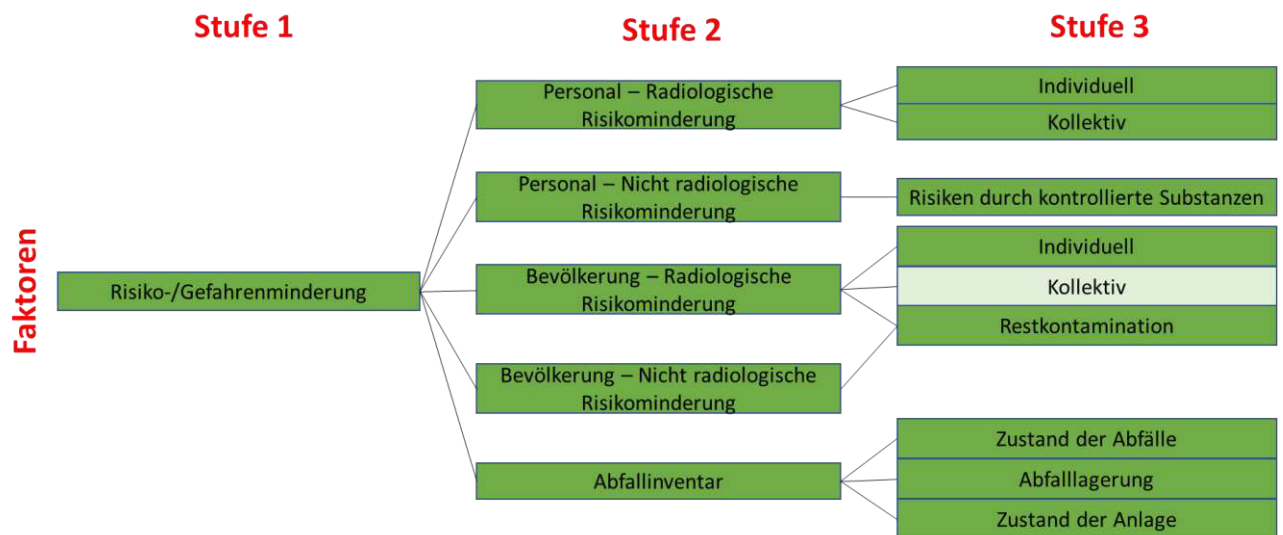 Stufe 1
Stufe 2
Stufe 3
Faktoren
Risiko-/Gefahrenminderung
Personal – Radiologische
Risikominderung
Individuell
Kollektiv
Personal – Nicht radiologische
Risikominderung
Risiken durch kontrollierte Substanzen
Bevölkerung – Radiologische
Risikominderung
Individuell
Kollektiv
Restkontamination
Bevölkerung – Nicht radiologische
Risikominderung
Abfallinventar
Zustand der Abfälle
Abfalllagerung
Zustand der Anlage